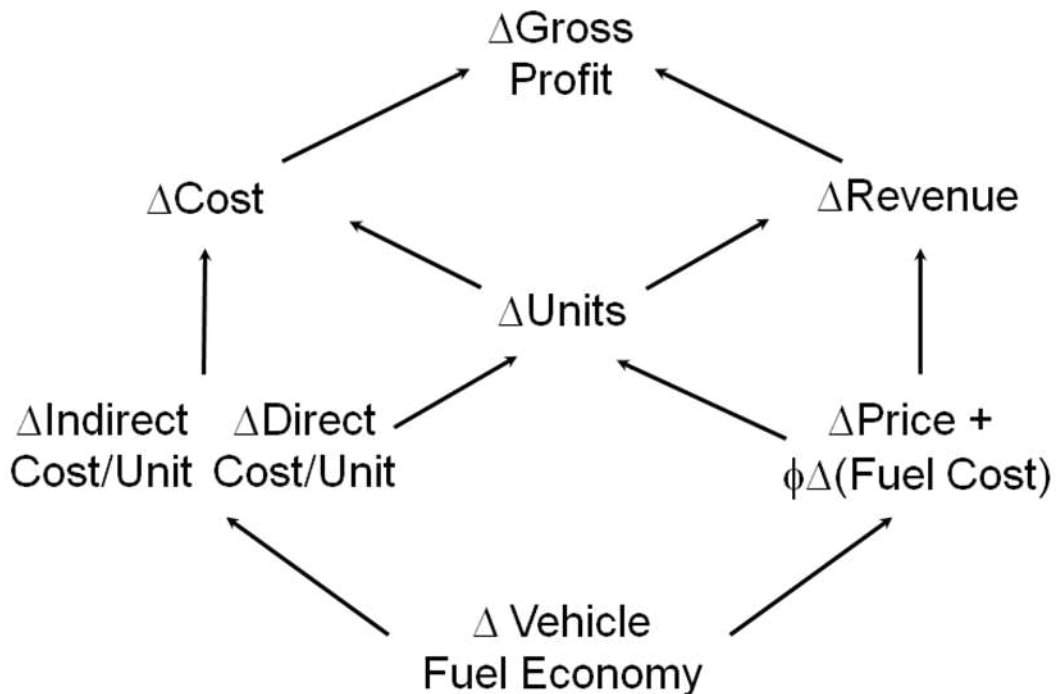 ΔGross
Profit
ΔCost
ΔRevenue
ΔUnits
ΔIndirect
Cost/Unit
ΔDirect
Cost/Unit
ΔPrice +
ϕΔ(Fuel Cost)
Δ Vehicle
Fuel Economy